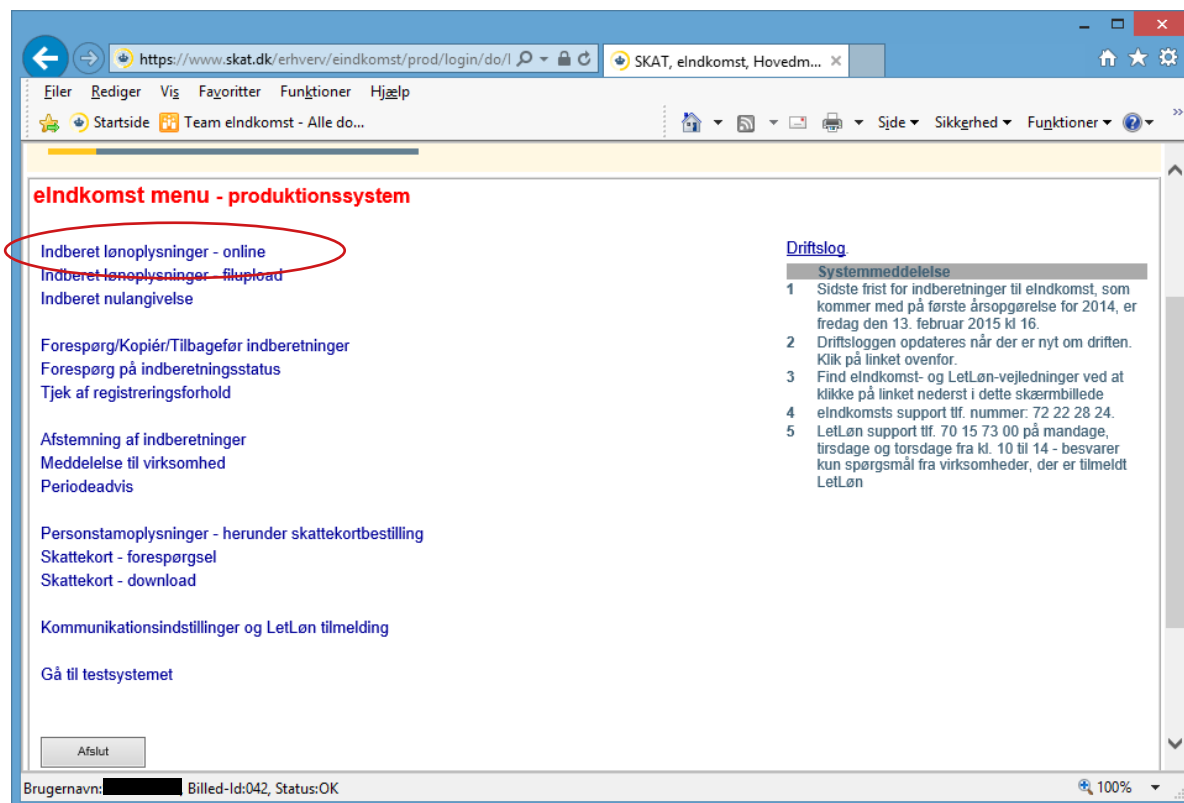 https://www.skat.dk/erhverv/eindkomst/prod/login/do/l
SKAT, eIndkomst, Hovedm...
Filer Rediger Vis Favoritter Funktioner Hjælp
Startside Team eIndkomst - Alle do...
Side Sikkerhed Funktioner
eIndkomst menu - produktionssystem
Indberet lønoplysninger - online
Indberet lønoplysninger - filupload
Indberet nulangivelse
Forespørg/Kopiér/Tilbagefør indberetninger
Forespørg på indberetningsstatus
Tjek af registreringsforhold
Afstemning af indberetninger
Meddelelse til virksomhed
Periodeadvis
Personstamoplysninger - herunder skattekortbestilling
Skattekort - forespørgsel
Skattekort - download
Kommunikationsindstillinger og LetLøn tilmelding
Gå til testsystemet
Afslut
Driftslog.
Systemmeddelelse
1 Sidste frist for indberetninger til eIndkomst, som
kommer med på første årsopgørelse for 2014, er
fredag den 13. februar 2015 kl 16.
2 Driftsloggen opdateres når der er nyt om driften.
Klik på linket ovenfor.
3 Find eIndkomst- og LetLøn-vejledninger ved at
klikke på linket nederst i dette skærmbillede
4 eIndkomsts support tlf. nummer: 72 22 28 24.
5 LetLøn support tlf. 70 15 73 00 på mandage,
tirsdage og torsdage fra kl. 10 til 14 - besvarer
kun spørgsmål fra virksomheder, der er tilmeldt
LetLøn
Brugernavn: , Billed-Id:042, Status:OK
100%